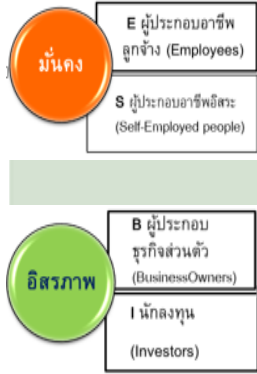 E ผู้ประกอบอาชีพ
ลูกจ้าง (Employees)
มั่นคง
)
S ผู้ประกอบอาชีพอิสระ
(Self-Employed people)
B ผู้ประกอบ
ธุรกิจส่วนตัว
(BusinessOwners)
อิสรภาพ
I นักลงทุน
(Investors)